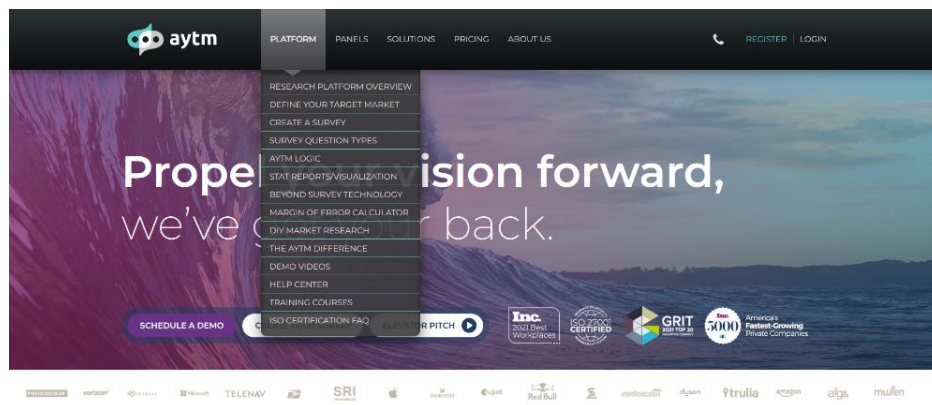 aytm
PLATFORM PANELS SOLUTIONS PRICING ABOUT US REGISTER | LOGIN
RESEARCH PLATFORM OVERVIEW
DEFINE YOUR TARGET MARKET
CREATE A SURVEY
SURVEY QUESTION TYPES
AYTM LOGIC
STAT REPORTS/VISUALIZATION
BEYOND SURVEY TECHNOLOGY
MARGIN OF ERROR CALCULATOR
DIY MARKET RESEARCH
THE AYTM DIFFERENCE
DEMO VIDEOS
HELP CENTER
TRAINING COURSES
ISO CERTIFICATION FAQ
Propel your vision forward,
we've got your back.
SCHEDULE A DEMO
ELEVATOR PITCH
Inc.
2021 Best
Workplaces
ISO 27001
CERTIFIED
GRIT
2021 TOP 20
Inc.
5000
America's
Fastest-Growing
Private Companies
verizon Microsoft TELENAV SRI Red Bull dyson trulia amazon afgs mullen